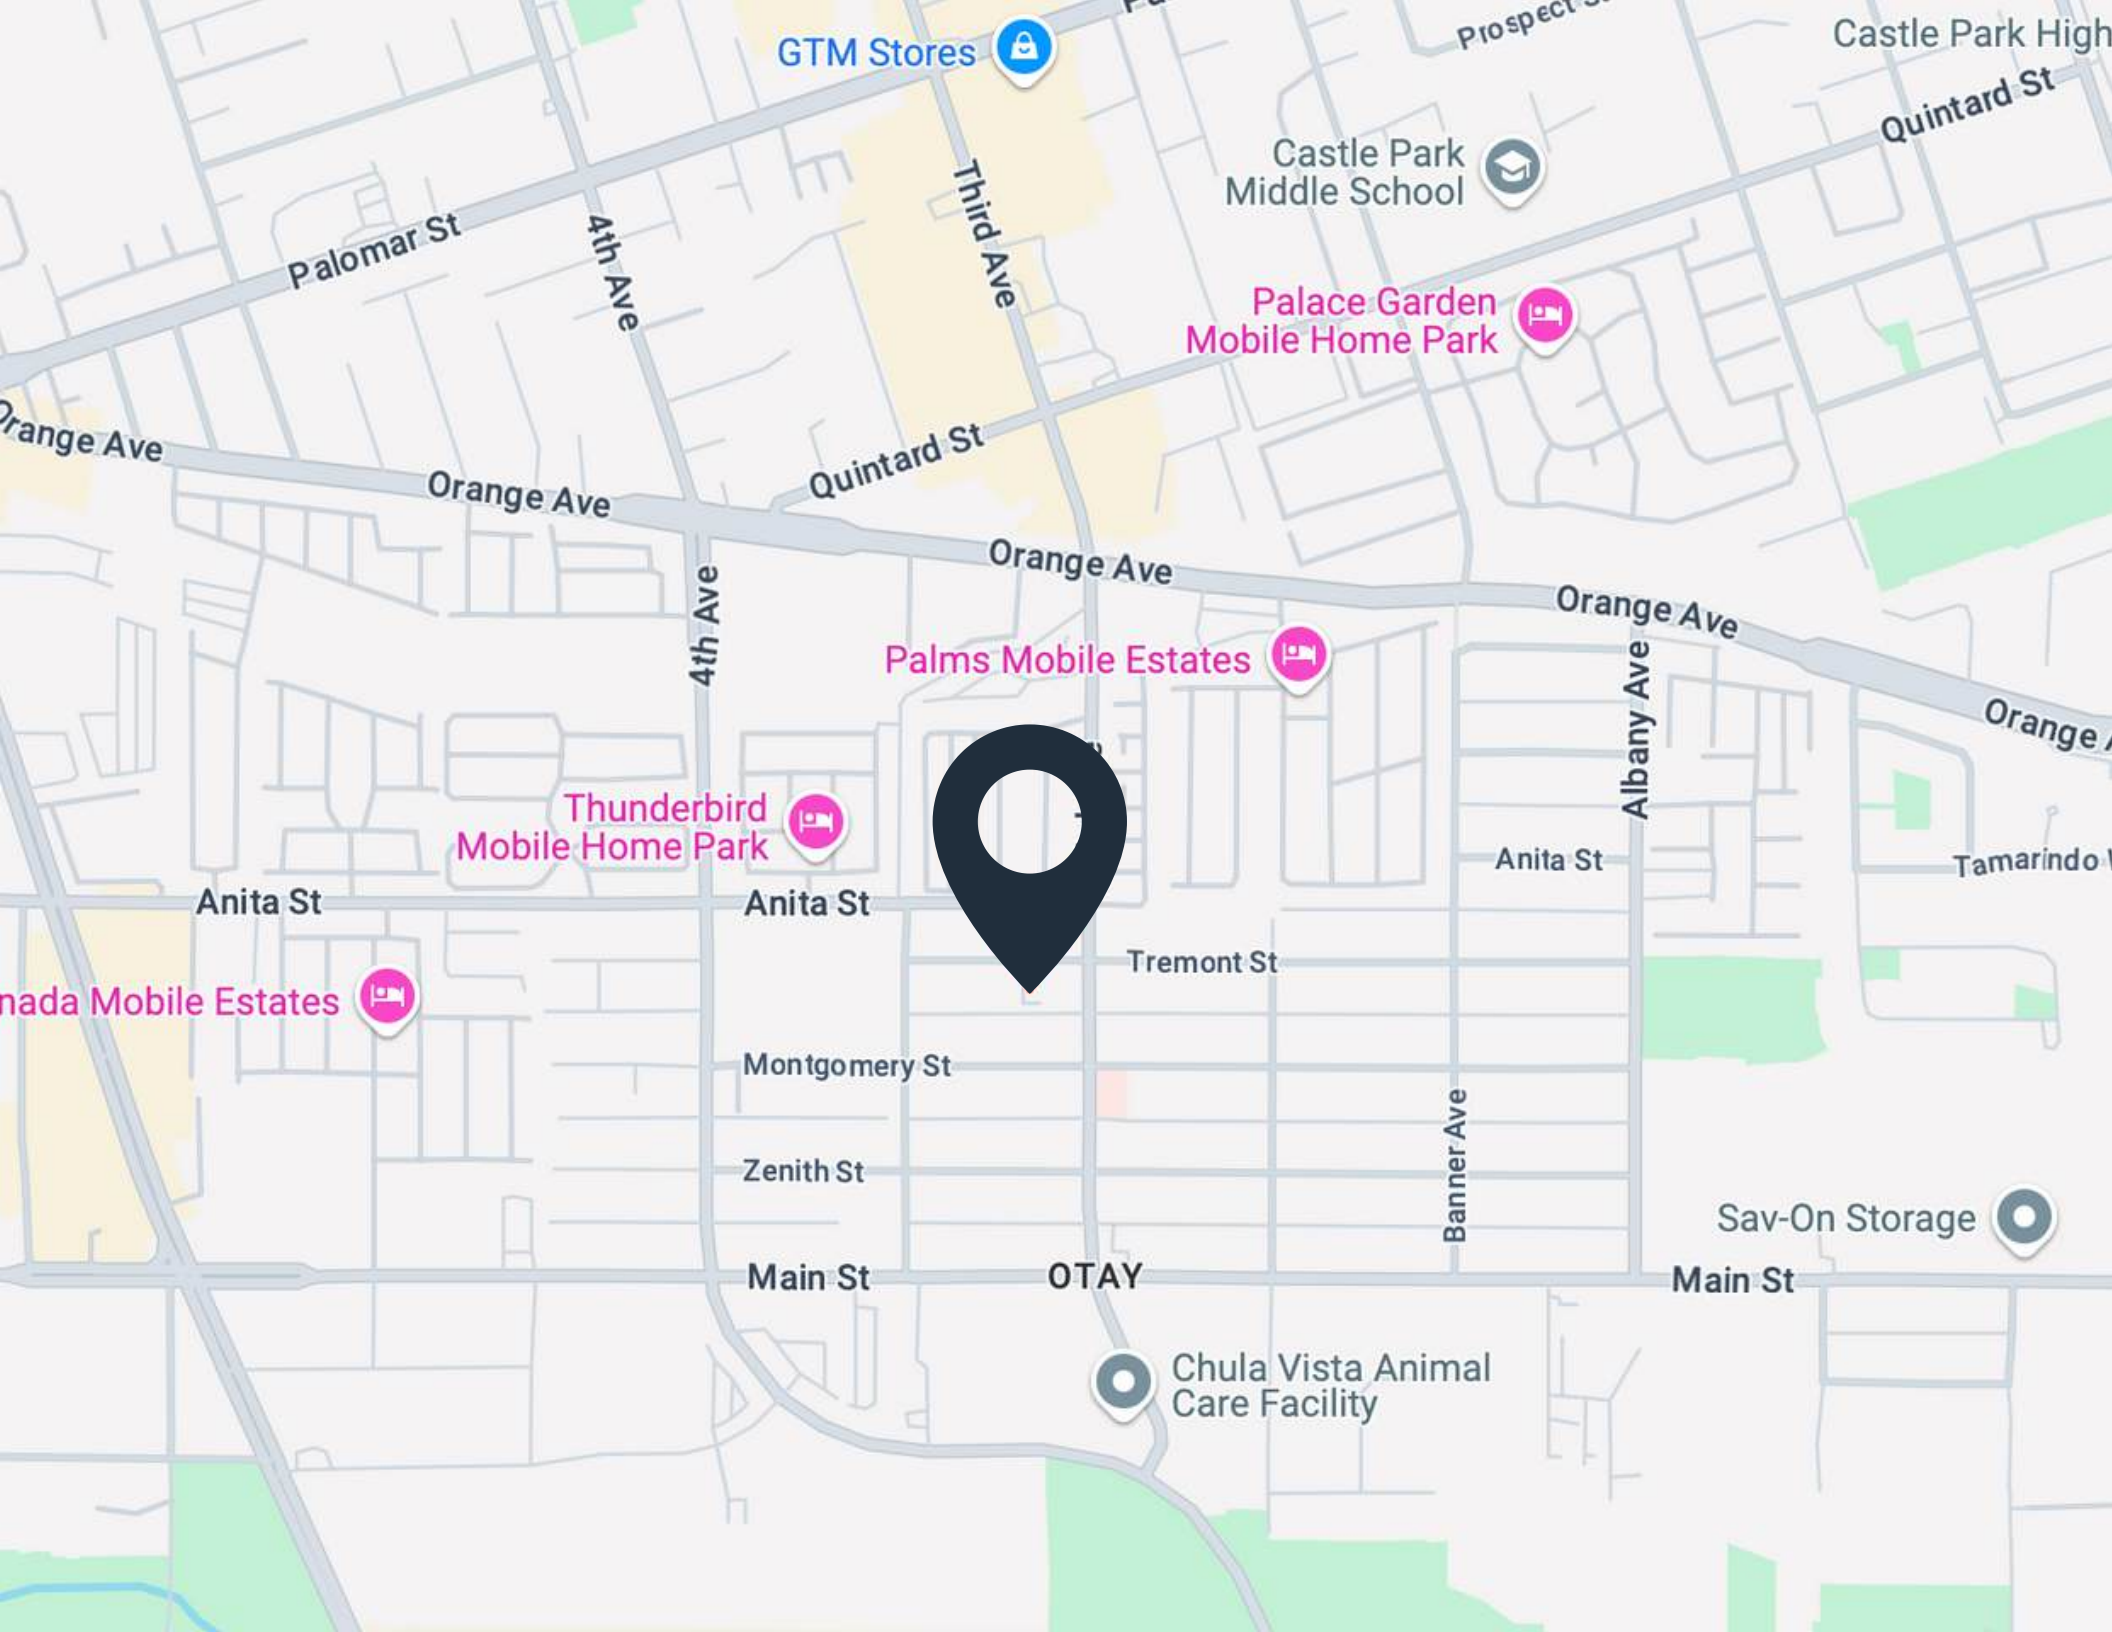 GTM Stores
Prospect
Castle Park High
Quintard St
Castle Park
Middle School
Third Ave
4th Ave
Palomar St
Palace Garden
Mobile Home Park
Orange Ave
Quintard St
Orange Ave
Orange Ave
Orange Ave
4th Ave
Palms Mobile Estates
Albany Ave
Orange
Thunderbird
Mobile Home Park
Anita St
Tamarindo
Anita St
Anita St
Tremont St
nada Mobile Estates
Montgomery St
Banner Ave
Zenith St
Sav-On Storage
Main St
OTAY
Main St
Chula Vista Animal
Care Facility